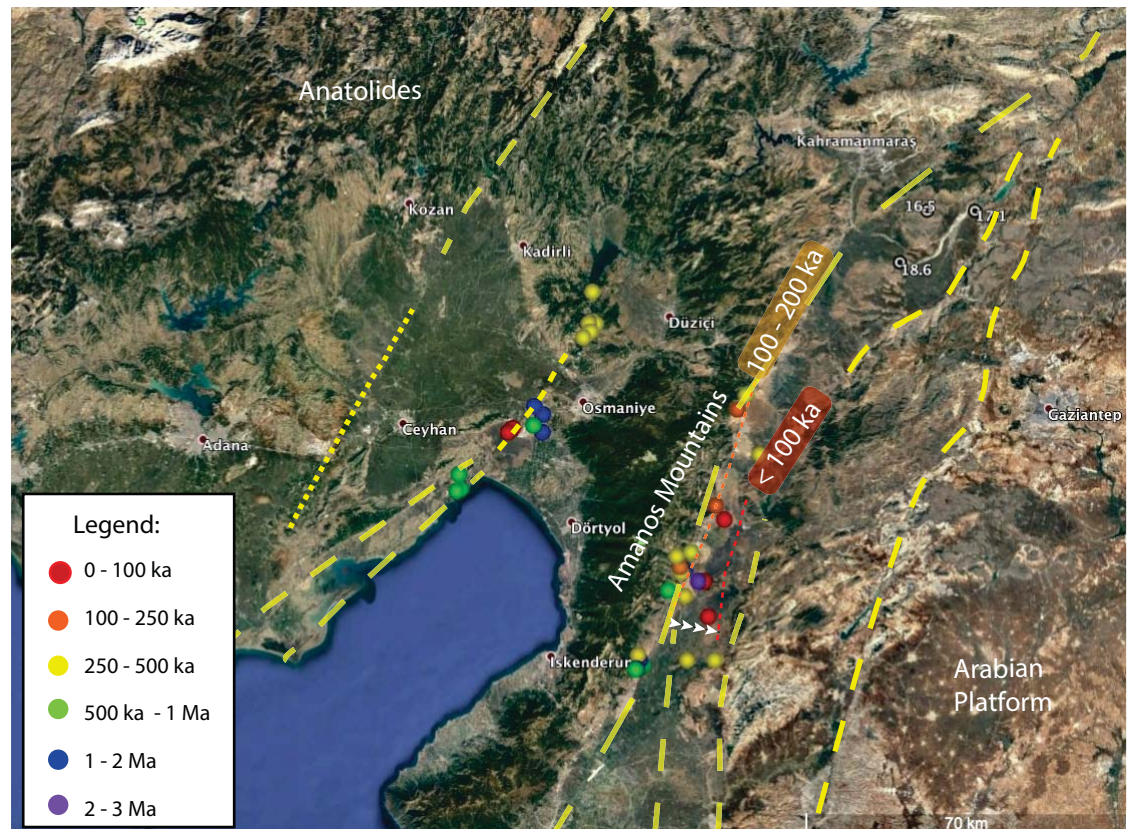 Anatolides
Kahramanmaraş
Kozan
16.5
17.1
Kadirli
18.6
100 - 200 ka
Düziçi
Osmaniye
Gaziantep
Ceyhan
Adana
< 100 ka
Amanos Mountains
Dörtyol
Legend:
0 - 100 ka
100 - 250 ka
250 - 500 ka
500 ka - 1 Ma
1 - 2 Ma
2 - 3 Ma
İskenderun
Arabian
Platform
70 km